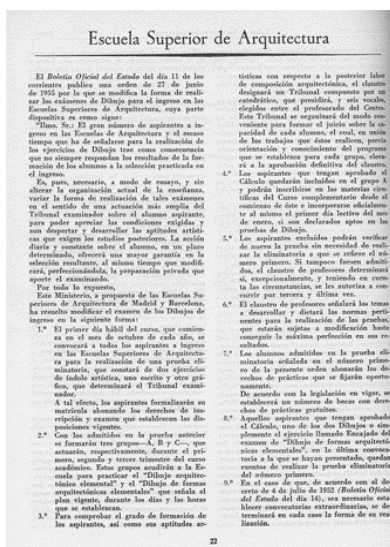 Escuela Superior de Arquitectura
El Boletín Oficial del Estado del día 11 de los
corrientes publica una orden de 27 de junio
de 1955 por la que se modifica la forma de reali-
zar los exámenes de Dibujo para el ingreso en las
Escuelas Superiores de Arquitectura, cuya parte
dispositiva es como sigue:
"Ilmo. Sr.: El gran número de aspirantes a in-
greso en las Escuelas de Arquitectura y el escaso
tiempo que ha de señalarse para la realización de
los ejercicios de Dibujo trae como consecuencia
que no siempre respondan los resultados de la for-
mación de los alumnos a la selección practicada en
el ingreso.
Es, pues, necesario, a modo de ensayo, y sin
alterar la organización actual de la enseñanza,
variar la forma de realización de tales exámenes
en el sentido de una actuación más amplia del
Tribunal examinador sobre el alumno aspirante,
para poder apreciar las condiciones exigidas y
aun despertar y desarrollar las aptitudes artísti-
cas que exigen los estudios posteriores. La acción
diaria y constante sobre el alumno, en un plazo
determinado, ofrecerá una mayor garantía en la
selección resultante, al mismo tiempo que modifi-
cará, perfeccionándola, la preparación privada que
aporte el examinando.
Por todo lo expuesto,
Este Ministerio, a propuesta de las Escuelas Su-
periores de Arquitectura de Madrid y Barcelona,
ha resuelto modificar el examen de los Dibujos de
ingreso en la siguiente forma:
1.º El primer día hábil del curso, que comien-
za en el mes de octubre de cada año, se
convocará a todos los aspirantes a ingreso
en las Escuelas Superiores de Arquitectu-
ra para la realización de una prueba eli-
minatoria, que constará de dos ejercicios
de índole artística, uno escrito y otro grá-
fico, que determinará el Tribunal exami-
nador.
A tal efecto, los aspirantes formalizarán su
matrícula abonando los derechos de ins-
cripción y examen que establecen las dis-
posiciones vigentes.
2.º Con los admitidos en la prueba anterior
se formarán tres grupos—A, B y C—, que
actuarán, respectivamente, durante el pri-
mero, segundo y tercer trimestre del curso
académico. Estos grupos acudirán a la Es-
cuela para practicar el "Dibujo arquitec-
tónico elemental" y el "Dibujo de formas
arquitectónicas elementales" que señala el
plan vigente, durante los días y las horas
que se establezcan.
3.º Para comprobar el grado de formación de
los aspirantes, así como sus aptitudes ar-
tísticas con respecto a la posterior labor
de composición arquitectónica, el claustro
designará un Tribunal compuesto por un
catedrático, que presidirá, y seis vocales,
elegidos entre el profesorado del Centro.
Este Tribunal se organizará del modo con-
veniente para formar el juicio sobre la ca-
pacidad de cada alumno, el cual, en unión
de los trabajos que éstos realicen, previa
orientación y conocimiento del programa
que se establezca para cada grupo, eleva-
rá a la aprobación definitiva del claustro.
4.º Los aspirantes que tengan aprobado el
Cálculo quedarán incluidos en el grupo A
y podrán inscribirse en las materias cien-
tíficas del Curso complementario desde el
comienzo de éste e incorporarse oficialmen-
te al mismo el primer día lectivo del mes
de enero, si son declarados aptos en las
pruebas de Dibujo.
5.º Los aspirantes excluidos podrán verificar
de nuevo la prueba sin necesidad de reali-
zar la eliminatoria a que se refiere el nú-
mero primero. Si tampoco fuesen admiti-
dos, el claustro de profesores determinará
si, excepcionalmente, y teniendo en cuen-
ta las circunstancias, se les autoriza a con-
currir por tercera y última vez.
6.º El claustro de profesores señalará los temas
a desarrollar y dictará las normas perti-
nentes para la realización de las pruebas,
que estarán sujetas a modificación hasta
conseguir la máxima perfección en sus re-
sultados.
7.º Los alumnos admitidos en la prueba eli-
minatoria señalada en el número prime-
ro de la presente orden abonarán los de-
rechos de prácticas que se fijarán oportu-
namente.
De acuerdo con la legislación en vigor, se
establecerá un número de becas con dere-
chos de prácticas gratuitos.
8.º Aquellos aspirantes que tengan aprobado
el Cálculo, uno de los dos Dibujos o sim-
plemente el ejercicio llamado Encajado del
examen de "Dibujo de formas arquitectó-
nicas elementales", en la última convoca-
toria a la que se hayan presentado, quedan
exentos de realizar la prueba eliminatoria
del número primero.
9.º En el caso de que, de acuerdo con el de-
creto de 4 de julio de 1952 (Boletín Oficial
del Estado del día 14), sea necesario esta-
blecer convocatorias extraordinarias, se de-
terminará en cada caso la forma de su rea-
lización.
22